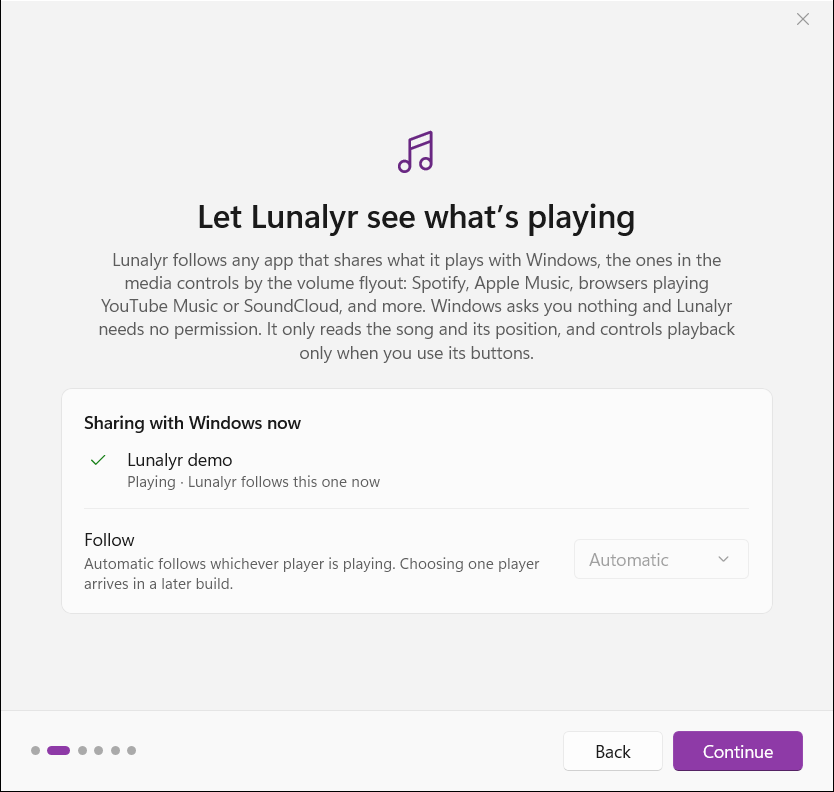 Let Lunalyr see what’s playing
Lunalyr follows any app that shares what it plays with Windows, the ones in the
media controls by the volume flyout: Spotify, Apple Music, browsers playing
YouTube Music or SoundCloud, and more. Windows asks you nothing and Lunalyr
needs no permission. It only reads the song and its position, and controls playback
only when you use its buttons.
Sharing with Windows now
Lunalyr demo
Playing · Lunalyr follows this one now
Follow
Automatic follows whichever player is playing. Choosing one player
arrives in a later build.
Automatic
Back
Continue